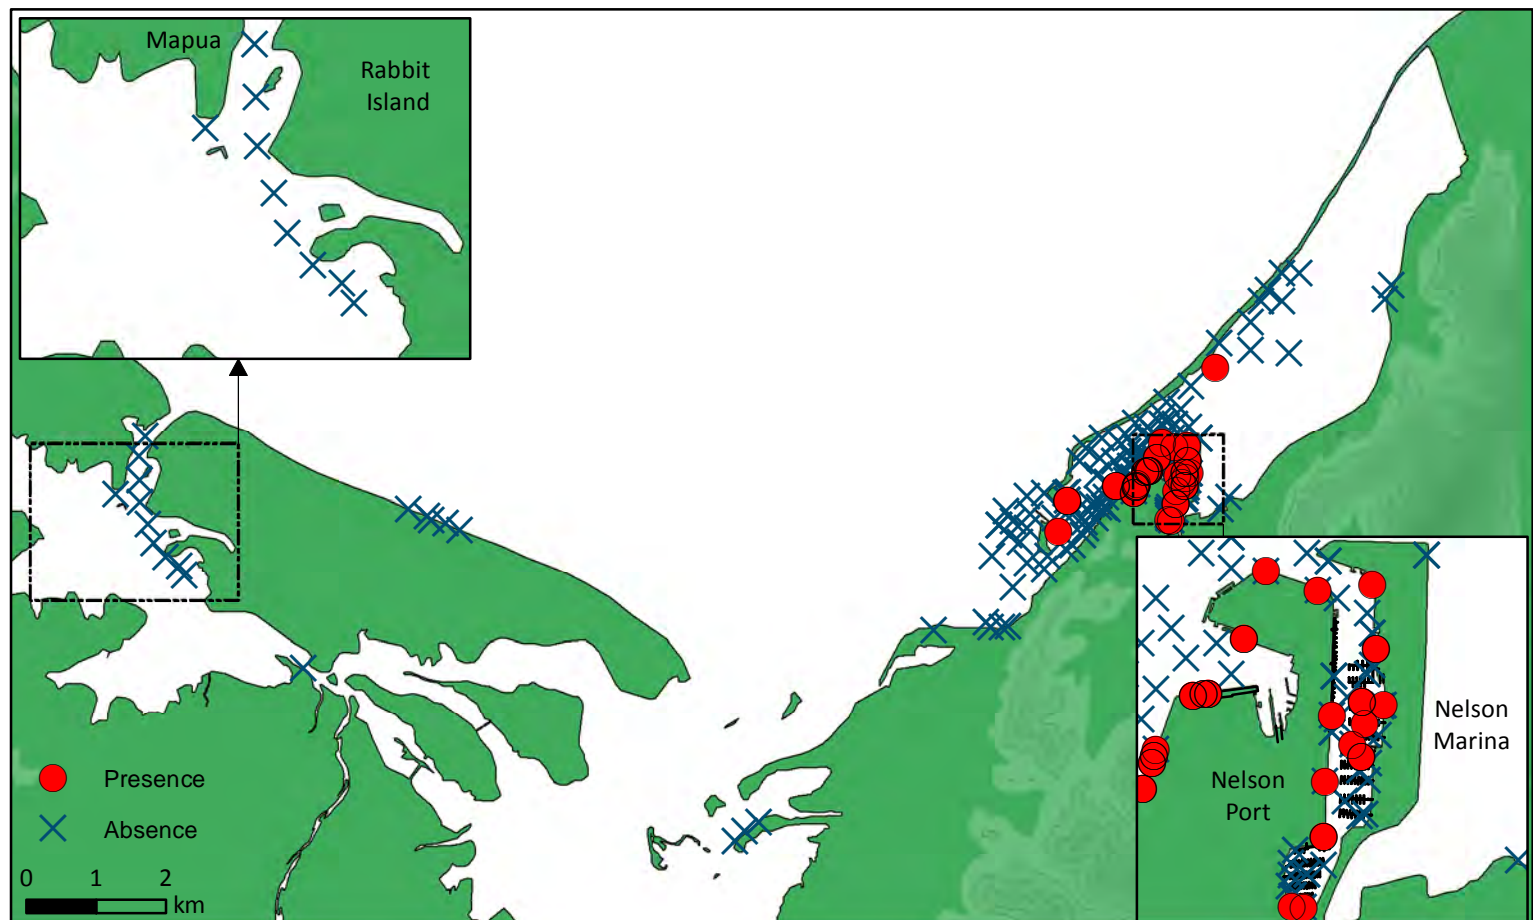 Mapua
Rabbit
Island
Nelson
Marina
Nelson
Port
Presence
Absence
0 1 2
km